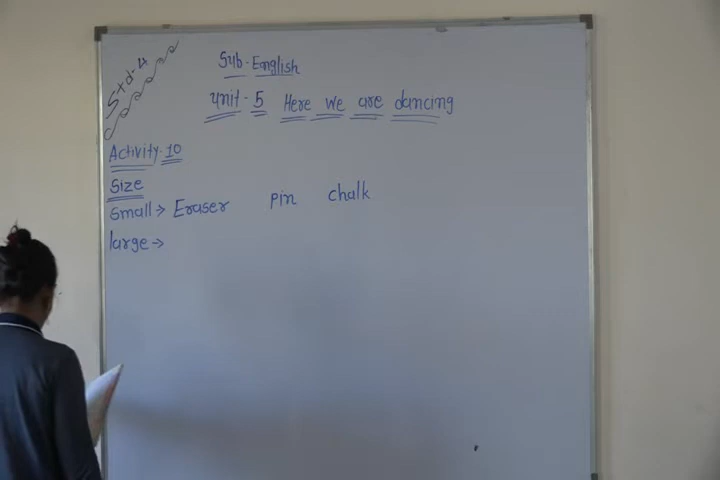 Std-4
Sub-English
Unit-5 Here we are dancing
Activity-10
Size
small→ Eraser pin chalk
large→